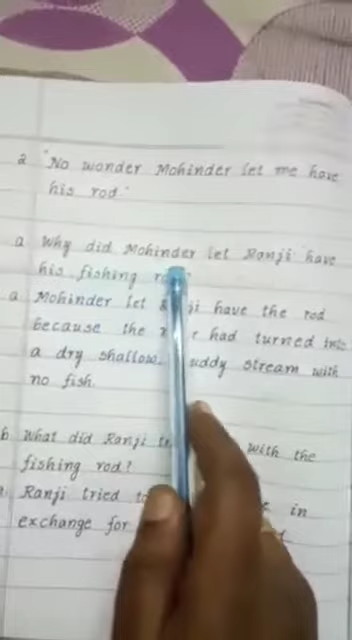 2 "No wonder Mohinder let me have
his rod."
a Why did Mohinder let Ranji have
his fishing
a Mohinder let have the rod
because the had turned into
a dry shallow stream with
no fish.
b. What did Ranji with the
fishing rod?
Ranji tried in
exchange for